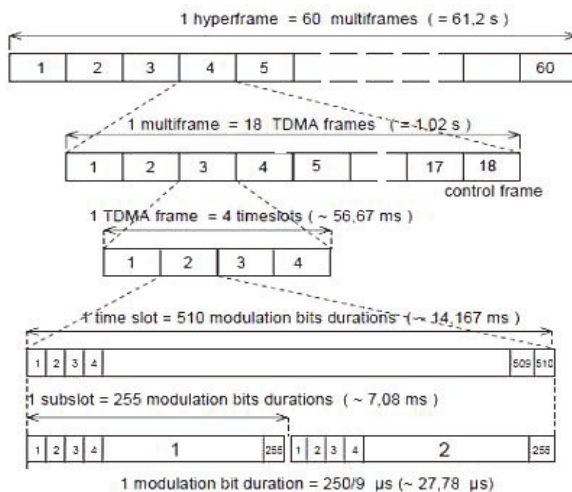 1 hyperframe = 60 multiframes ( = 61,2 s )
1 2 3 4 5 60
1 multiframe = 18 TDMA frames ( = 1,02 s )
1 2 3 4 5 17 18
control frame
1 TDMA frame = 4 timeslots ( ~ 56,67 ms )
1 2 3 4
1 time slot = 510 modulation bits durations ( ~ 14,167 ms )
1 2 3 4 509 510
1 subslot = 255 modulation bits durations ( ~ 7,08 ms )
1 2 3 4 1 255 1 2 3 4 2 255
1 modulation bit duration = 250/9 µs (~ 27,78 µs)